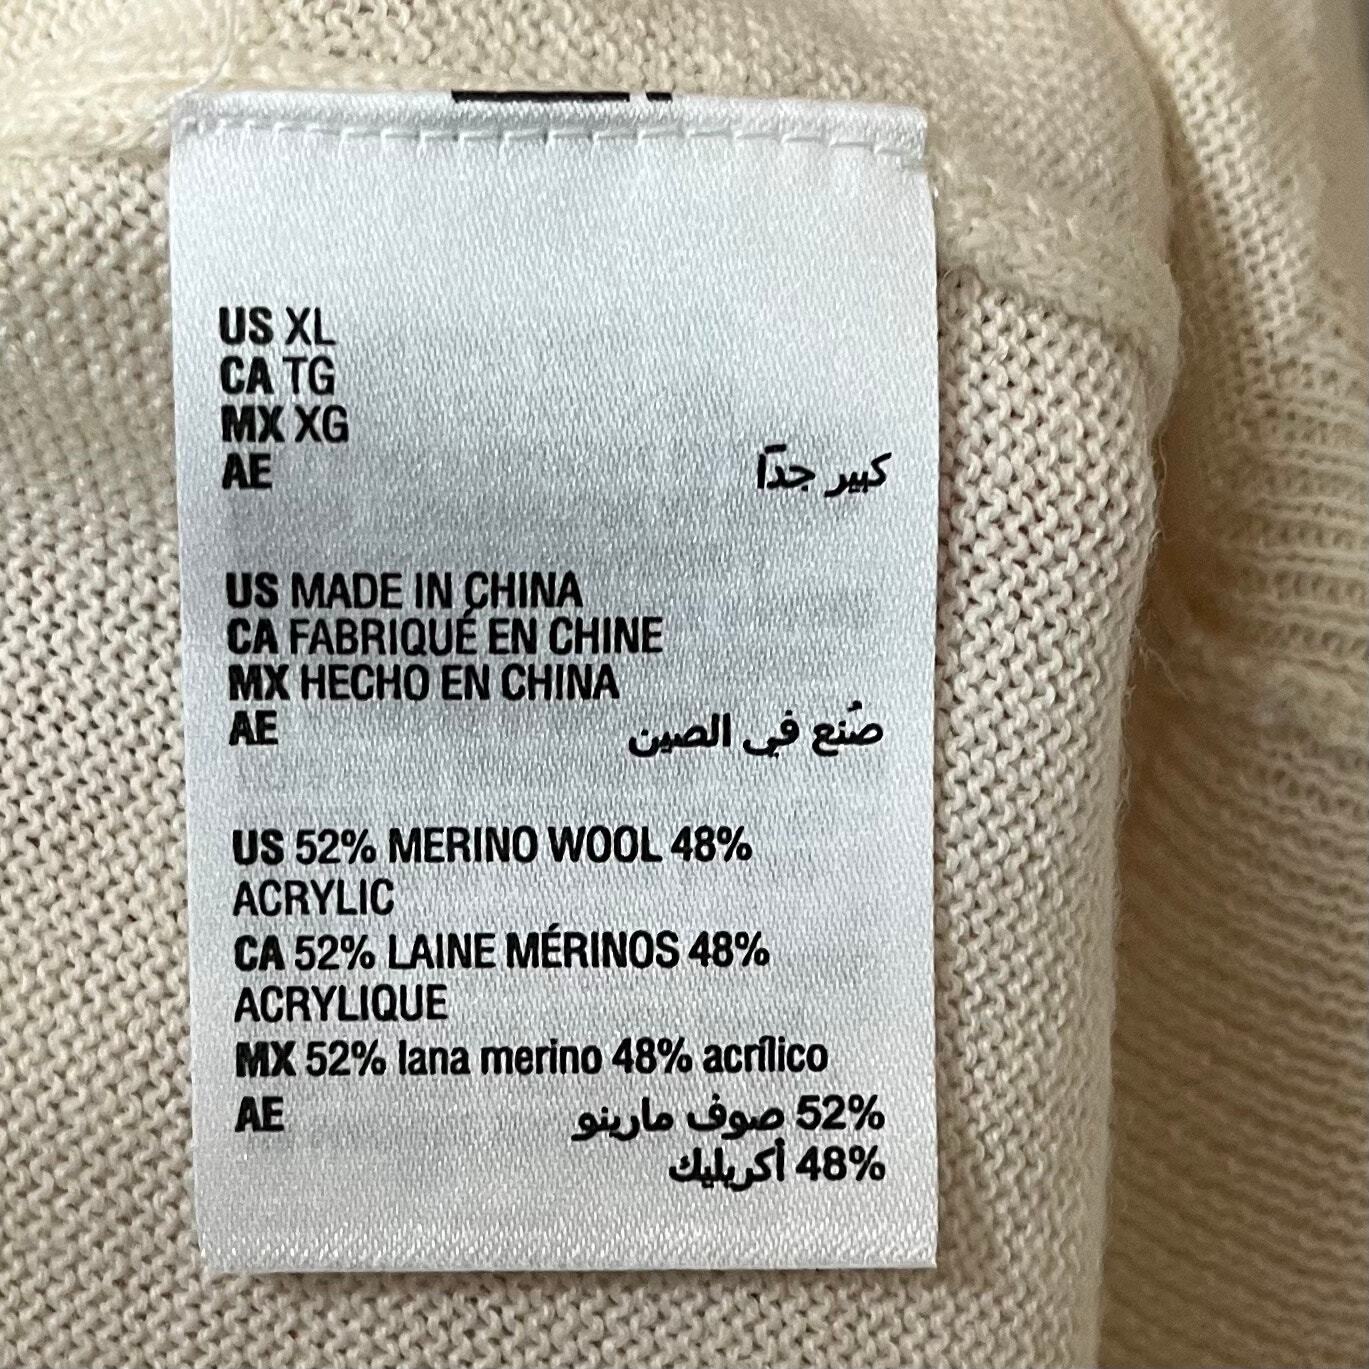 US XL
CA TG
MX XG
AE كبير جدًا
US MADE IN CHINA
CA FABRIQUÉ EN CHINE
MX HECHO EN CHINA
AE صُنع في الصين
US 52% MERINO WOOL 48%
ACRYLIC
CA 52% LAINE MÉRINOS 48%
ACRYLIQUE
MX 52% lana merino 48% acrílico
AE 52% صوف مارينو
48% أكريليك